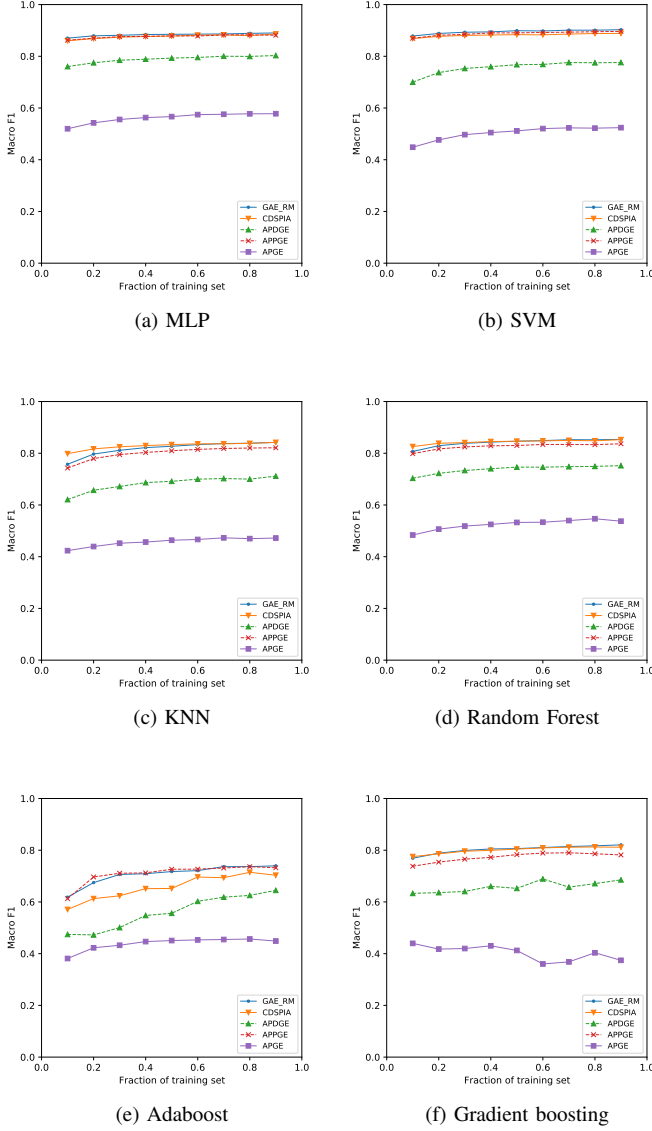 1.0
0.8
0.6
0.4
0.2
0.0
Macro F1
0.0 0.2 0.4 0.6 0.8 1.0
Fraction of training set
GAE_RM
CDSPIA
APDGE
APPGE
APGE
(a) MLP
1.0
0.8
0.6
0.4
0.2
0.0
Macro F1
0.0 0.2 0.4 0.6 0.8 1.0
Fraction of training set
GAE_RM
CDSPIA
APDGE
APPGE
APGE
(b) SVM
1.0
0.8
0.6
0.4
0.2
0.0
Macro F1
0.0 0.2 0.4 0.6 0.8 1.0
Fraction of training set
GAE_RM
CDSPIA
APDGE
APPGE
APGE
(c) KNN
1.0
0.8
0.6
0.4
0.2
0.0
Macro F1
0.0 0.2 0.4 0.6 0.8 1.0
Fraction of training set
GAE_RM
CDSPIA
APDGE
APPGE
APGE
(d) Random Forest
1.0
0.8
0.6
0.4
0.2
0.0
Macro F1
0.0 0.2 0.4 0.6 0.8 1.0
Fraction of training set
GAE_RM
CDSPIA
APDGE
APPGE
APGE
(e) Adaboost
1.0
0.8
0.6
0.4
0.2
0.0
Macro F1
0.0 0.2 0.4 0.6 0.8 1.0
Fraction of training set
GAE_RM
CDSPIA
APDGE
APPGE
APGE
(f) Gradient boosting